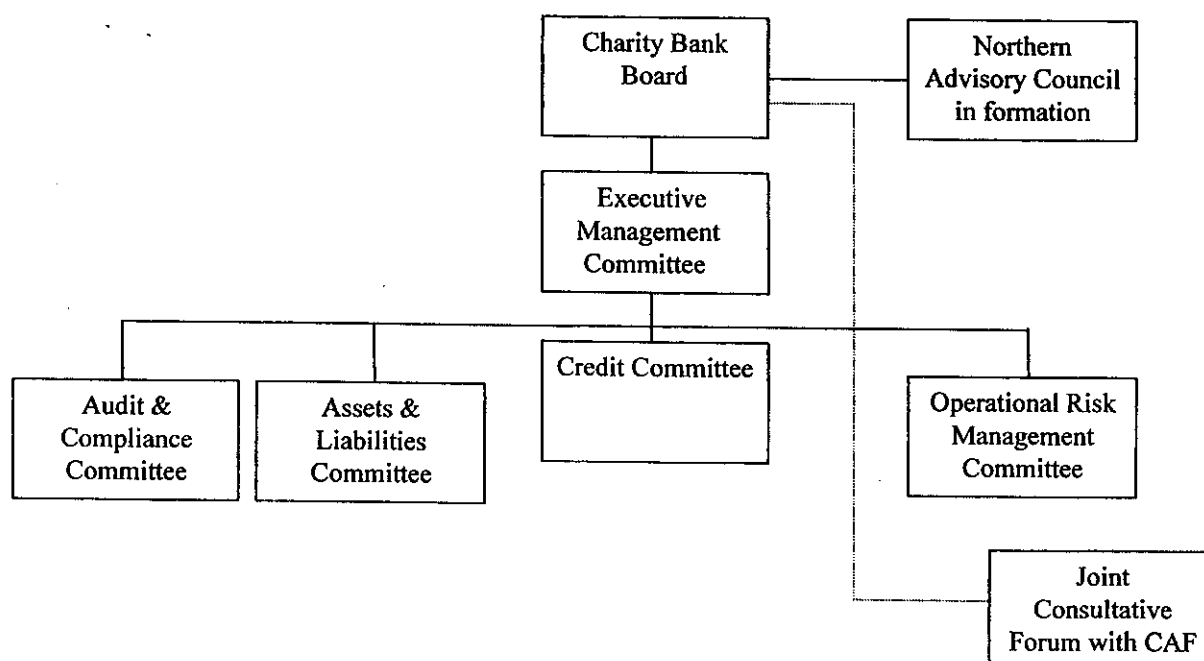 Charity Bank
Board
Northern
Advisory Council
in formation
Executive
Management
Committee
Audit &
Compliance
Committee
Assets &
Liabilities
Committee
Credit Committee
Operational Risk
Management
Committee
Joint
Consultative
Forum with CAF